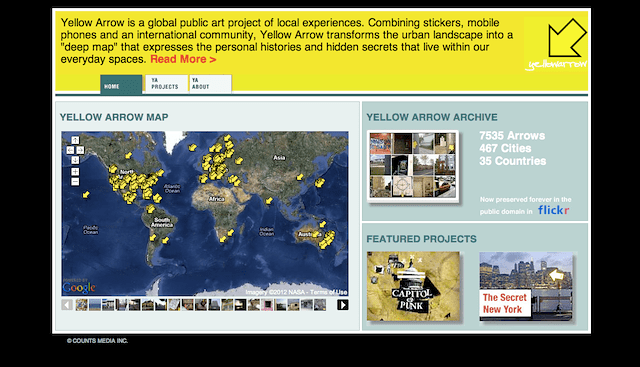 Yellow Arrow is a global public art project of local experiences. Combining stickers, mobile
phones and an international community, Yellow Arrow transforms the urban landscape into a
"deep map" that expresses the personal histories and hidden secrets that live within our
everyday spaces. Read More >
yellowarrow
HOME
YA
PROJECTS
YA
ABOUT
YELLOW ARROW MAP
North
Atlantic
Ocean
Asia
Africa
Pacific
Ocean
South
America
Indian
Ocean
Austra
POWERED BY
Google
Imagery ©2012 NASA - Terms of Use
YELLOW ARROW ARCHIVE
7535 Arrows
467 Cities
35 Countries
Now preserved forever in the
public domain in flickr
FEATURED PROJECTS
CAPITOL
OF
PUNK
The Secret
New York
© COUNTS MEDIA INC.